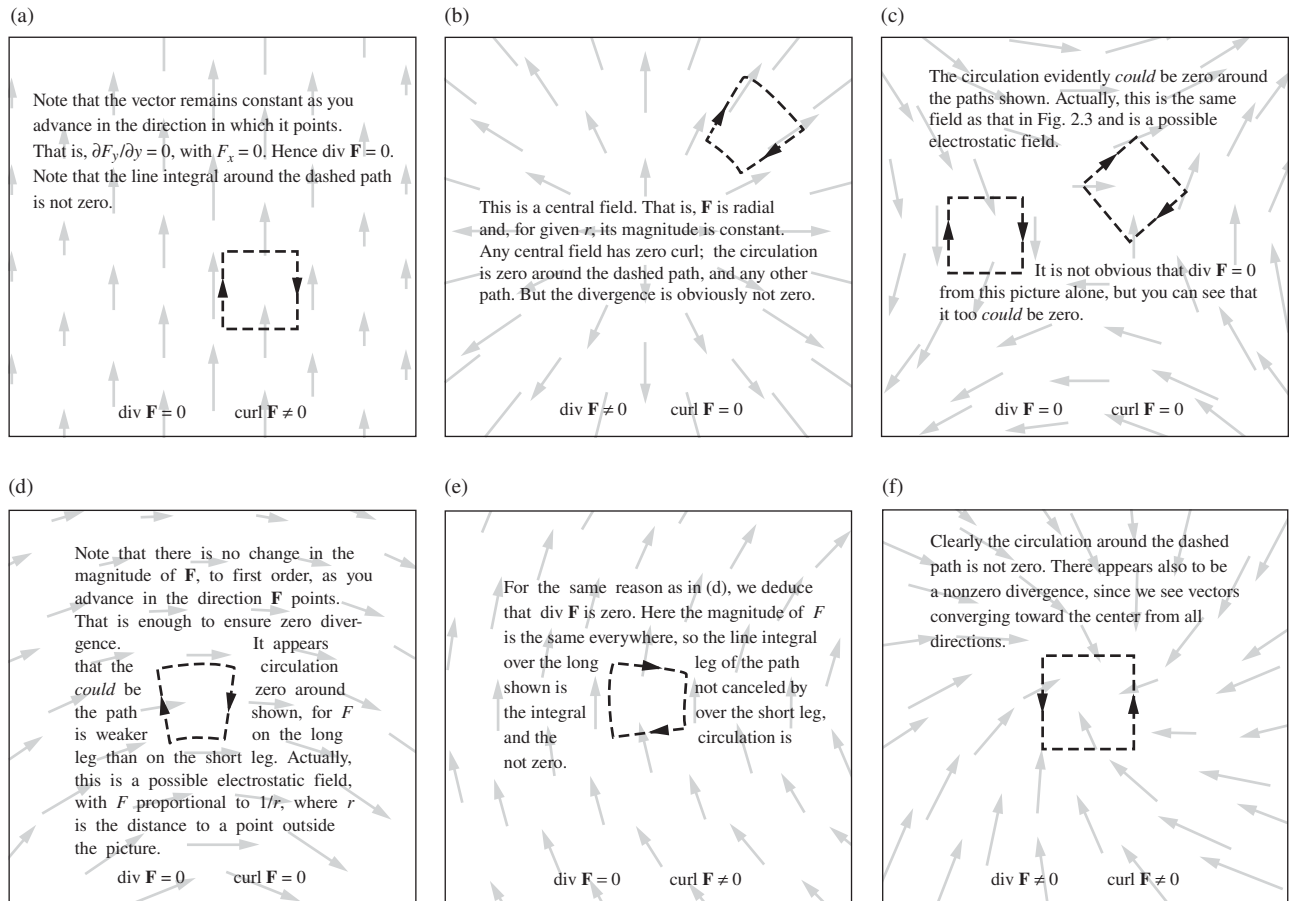 (a)
Note that the vector remains constant as you
advance in the direction in which it points.
That is, ∂F_y/∂y = 0, with F_x = 0. Hence div F = 0.
Note that the line integral around the dashed path
is not zero.
div F = 0 curl F ≠ 0
(b)
This is a central field. That is, F is radial
and, for given r, its magnitude is constant.
Any central field has zero curl; the circulation
is zero around the dashed path, and any other
path. But the divergence is obviously not zero.
div F ≠ 0 curl F = 0
(c)
The circulation evidently could be zero around
the paths shown. Actually, this is the same
field as that in Fig. 2.3 and is a possible
electrostatic field.
It is not obvious that div F = 0
from this picture alone, but you can see that
it too could be zero.
div F = 0 curl F = 0
(d)
Note that there is no change in the
magnitude of F, to first order, as you
advance in the direction F points.
That is enough to ensure zero diver-
gence. It appears
that the circulation
could be zero around
the path shown, for F
is weaker on the long
leg than on the short leg. Actually,
this is a possible electrostatic field,
with F proportional to 1/r, where r
is the distance to a point outside
the picture.
div F = 0 curl F = 0
(e)
For the same reason as in (d), we deduce
that div F is zero. Here the magnitude of F
is the same everywhere, so the line integral
over the long leg of the path
shown is not canceled by
the integral over the short leg,
and the circulation is
not zero.
div F = 0 curl F ≠ 0
(f)
Clearly the circulation around the dashed
path is not zero. There appears also to be
a nonzero divergence, since we see vectors
converging toward the center from all
directions.
div F ≠ 0 curl F ≠ 0